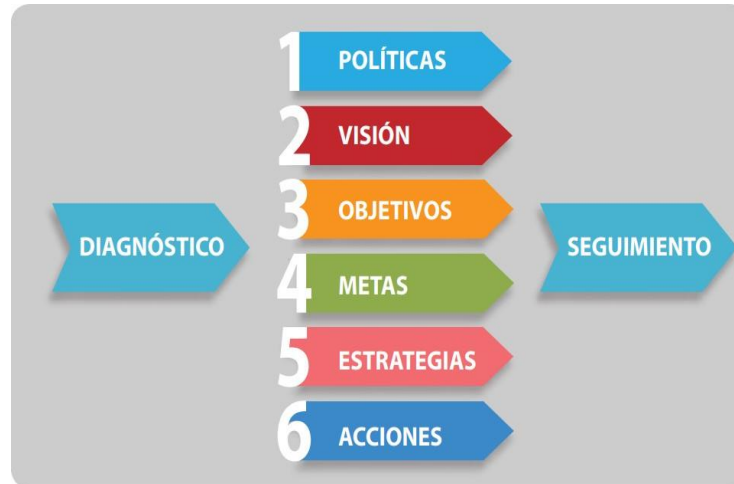 DIAGNÓSTICO
1 POLÍTICAS
2 VISIÓN
3 OBJETIVOS
4 METAS
5 ESTRATEGIAS
6 ACCIONES
SEGUIMIENTO